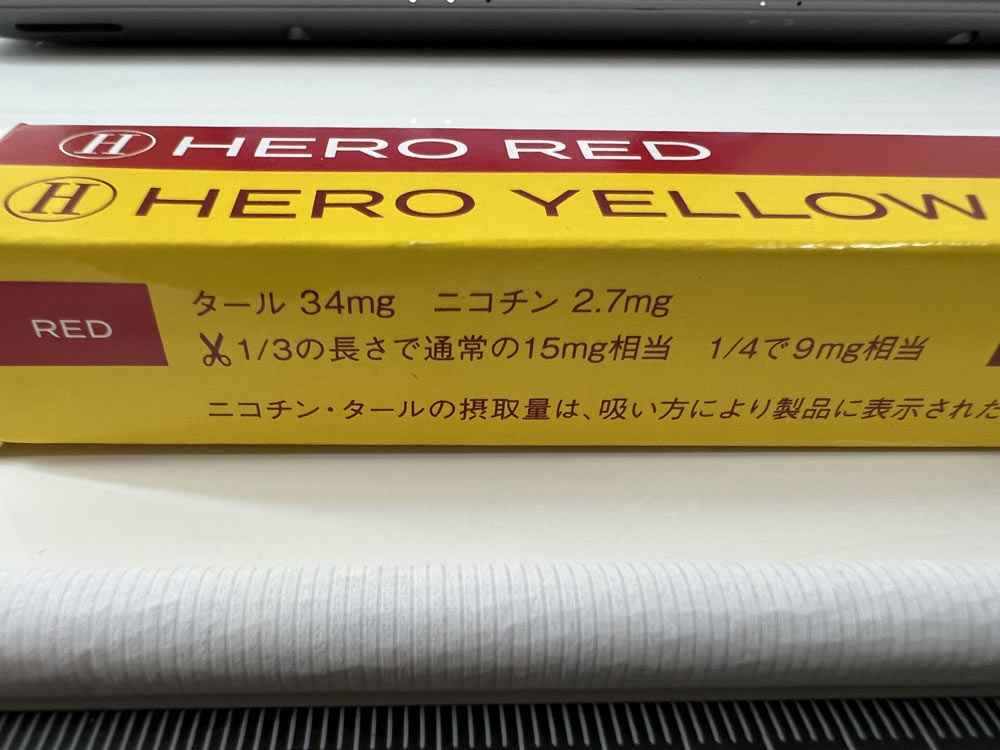 H HERO RED
H HERO YELLOW
RED
タール 34mg　ニコチン 2.7mg
1/3の長さで通常の15mg相当　1/4で9mg相当
ニコチン・タールの摂取量は、吸い方により製品に表示された